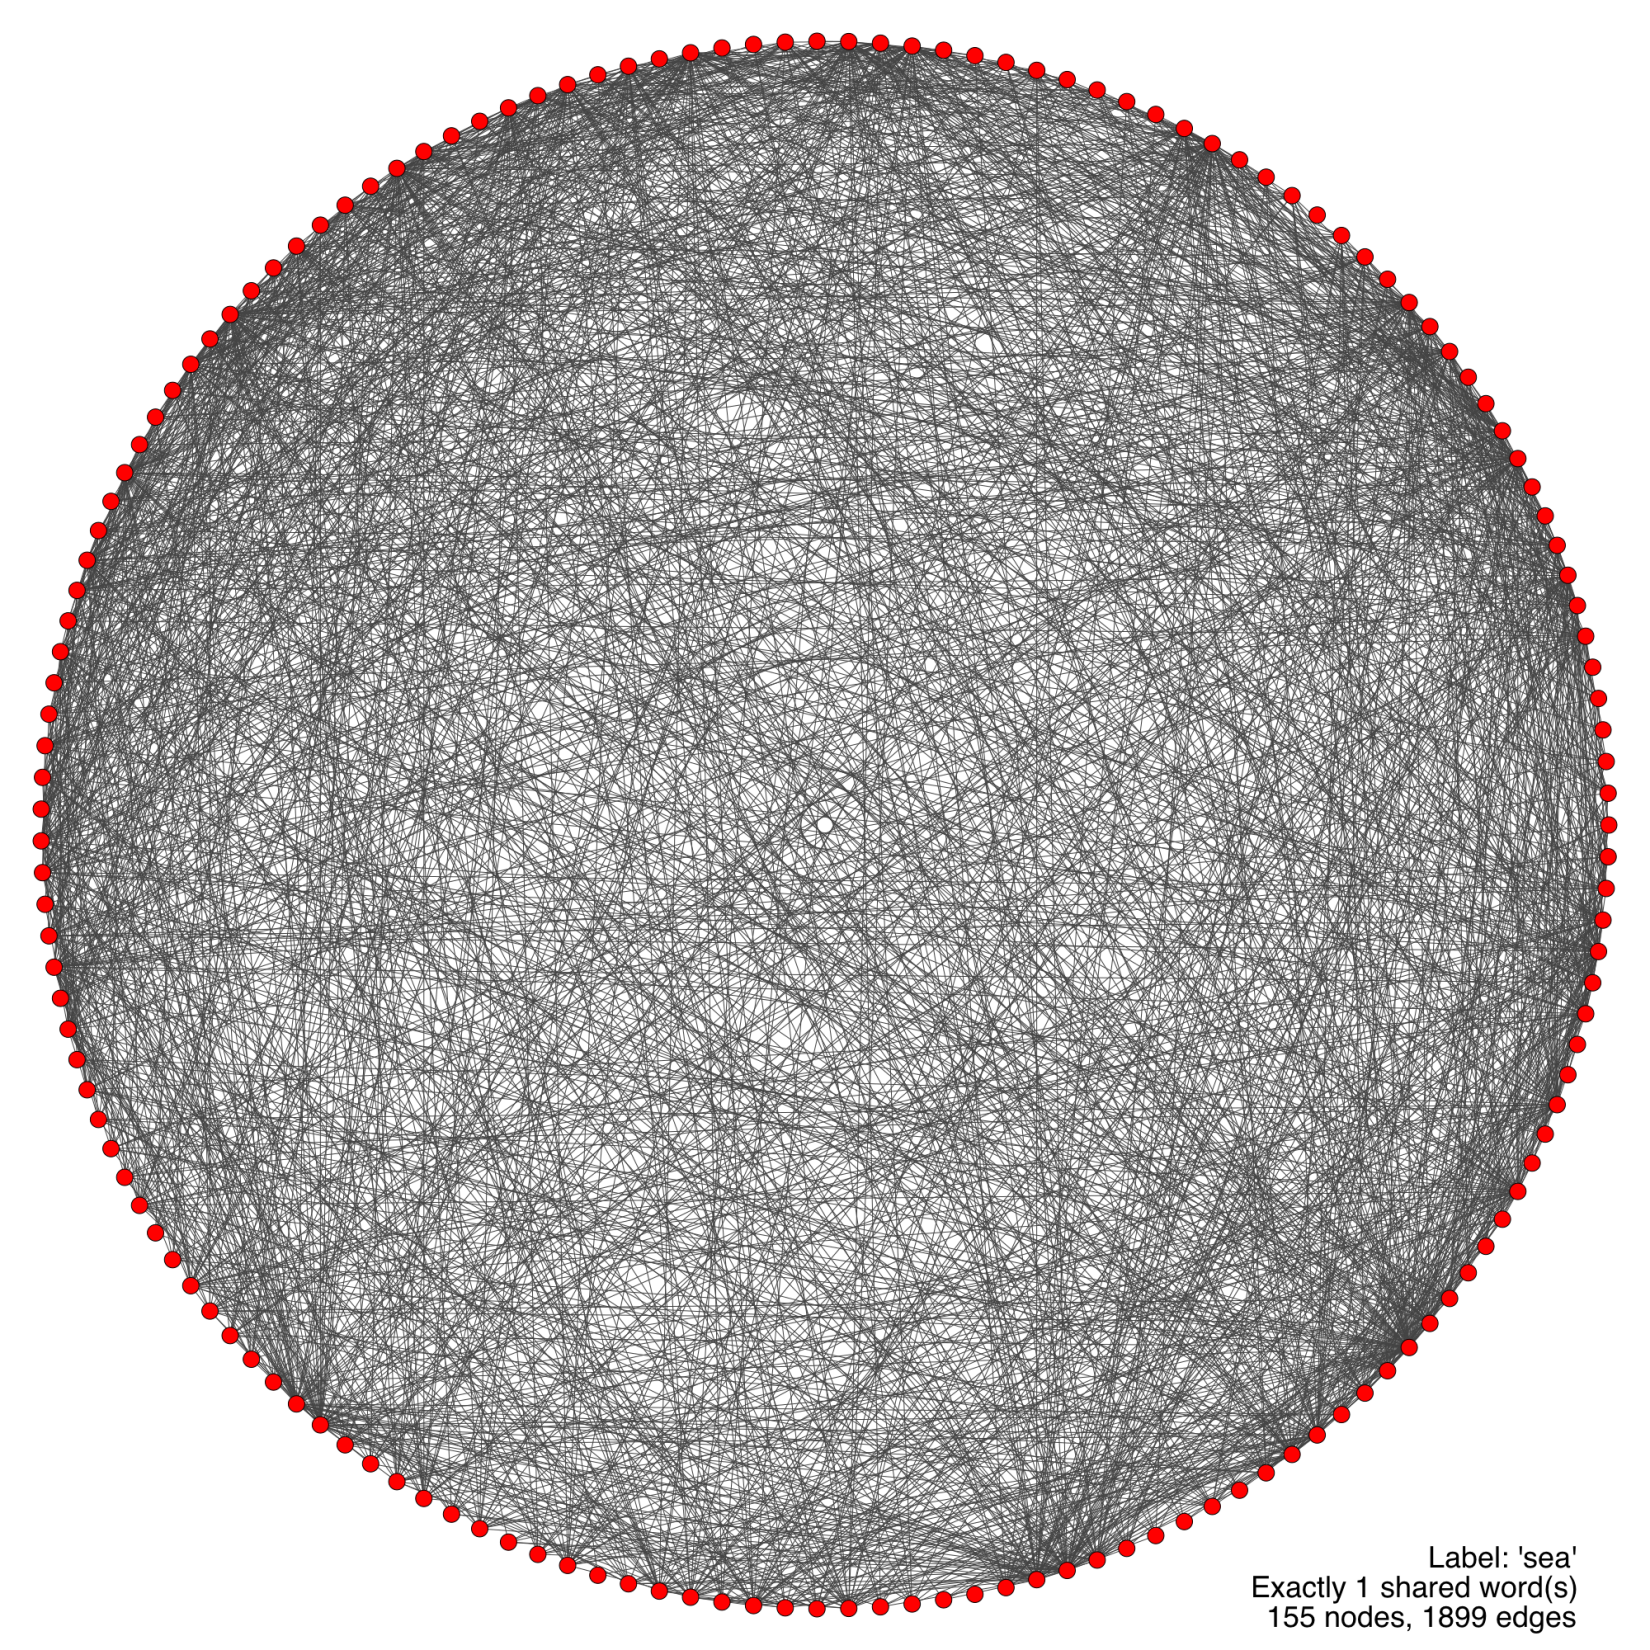 Label: 'sea'
Exactly 1 shared word(s)
155 nodes, 1899 edges